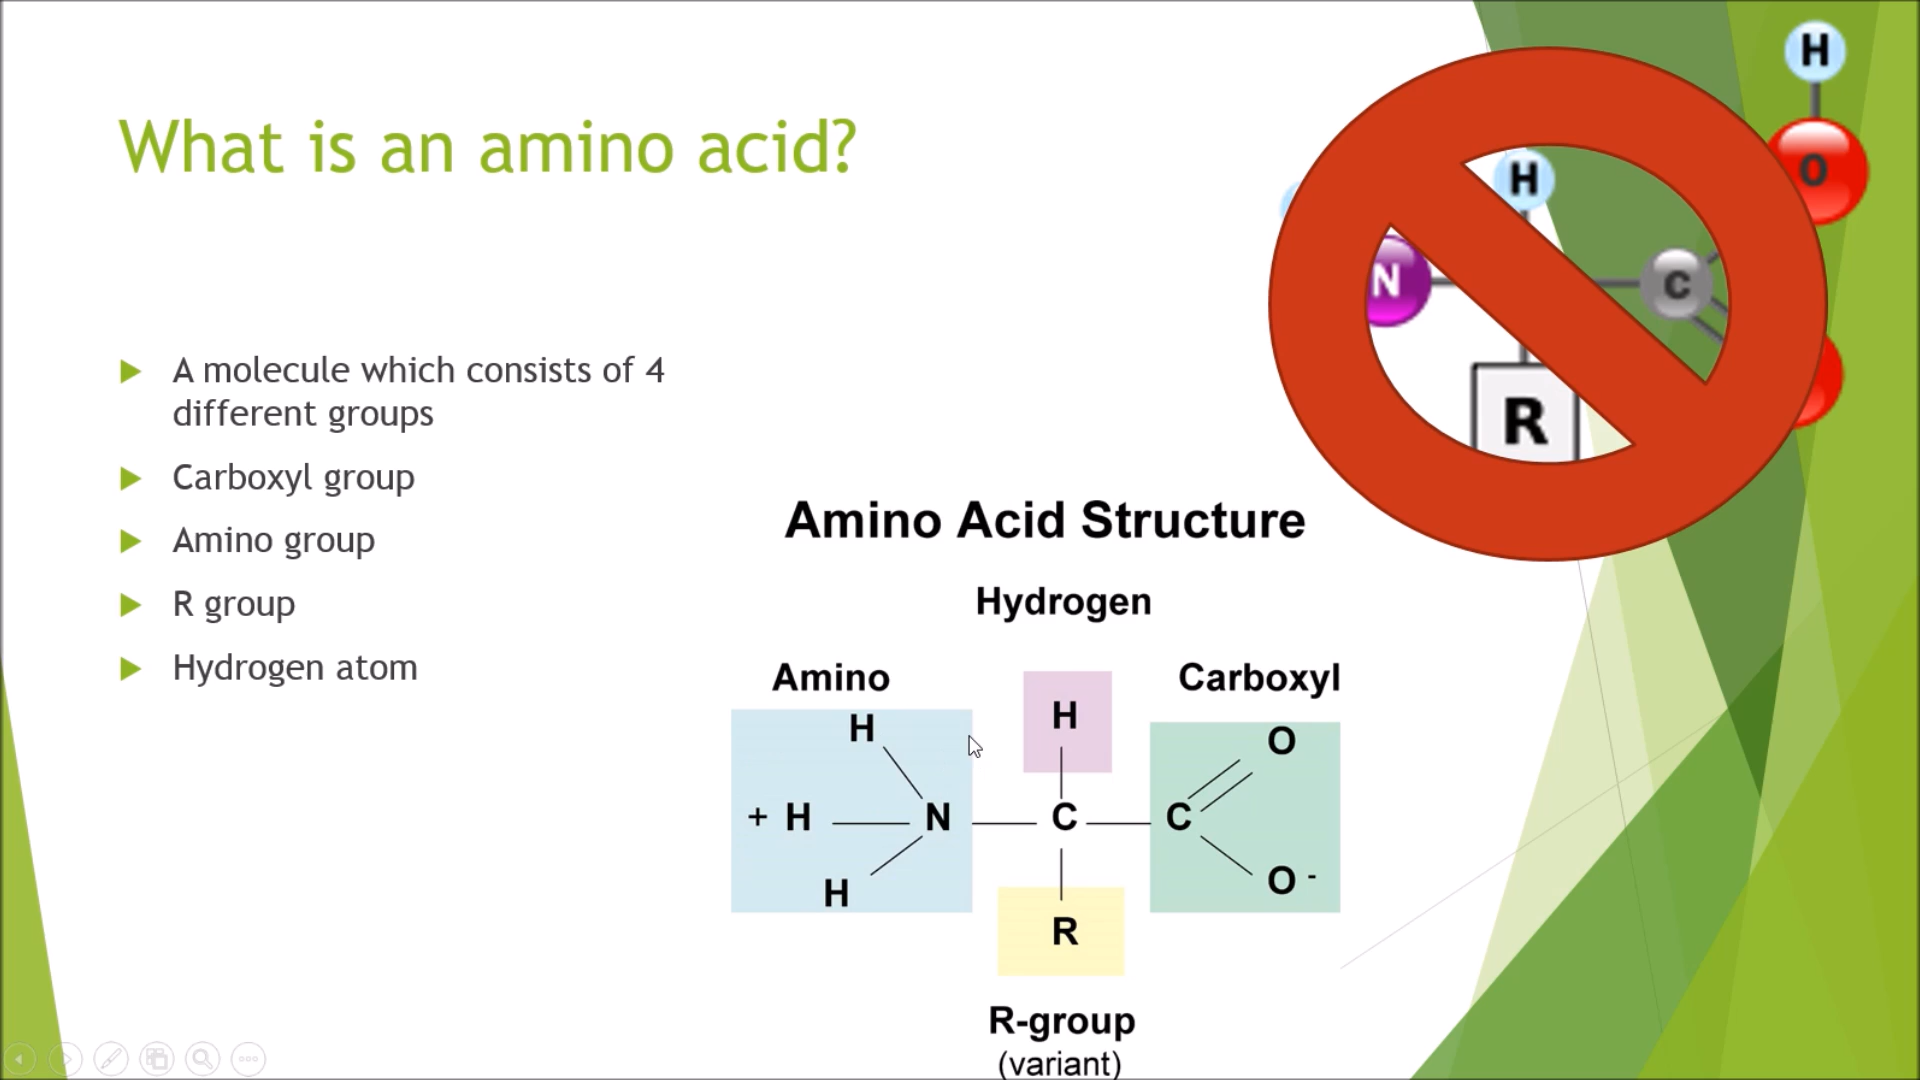 What is an amino acid?
A molecule which consists of 4
different groups
Carboxyl group
Amino group
R group
Hydrogen atom
H
O
H
N
C
R
Amino Acid Structure
Hydrogen
Amino
Carboxyl
H
H
O
+ H
N
C
C
H
O -
R
R-group
(variant)